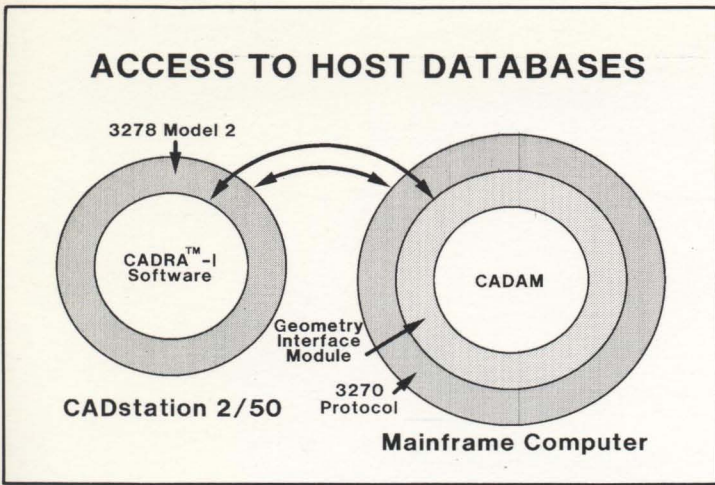 ACCESS TO HOST DATABASES
3278 Model 2
CADRA™-I
Software
CADAM
Geometry
Interface
Module
3270
Protocol
CADstation 2/50
Mainframe Computer